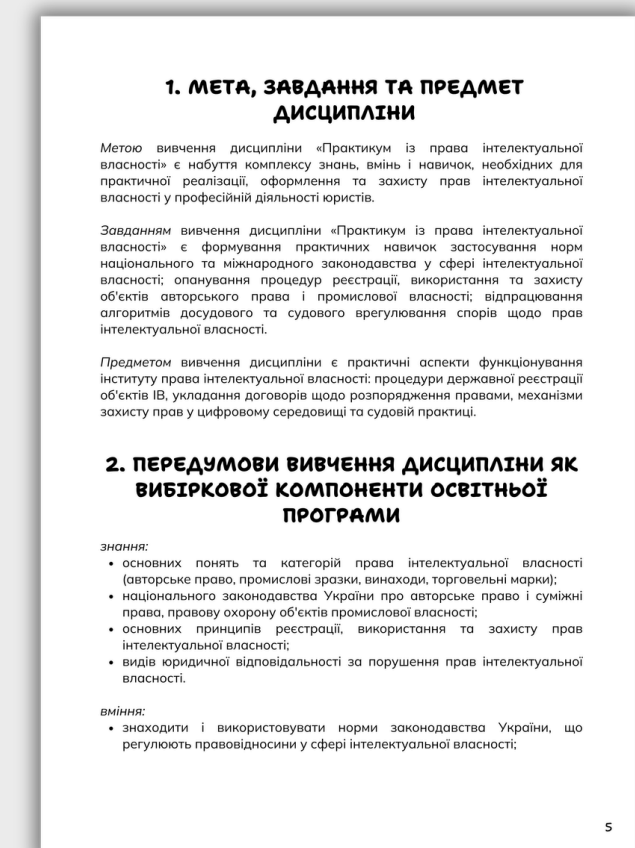 1. МЕТА, ЗАВДАННЯ ТА ПРЕДМЕТ
ДИСЦИПЛІНИ
Метою вивчення дисципліни «Практикум із права інтелектуальної
власності» є набуття комплексу знань, вмінь і навичок, необхідних для
практичної реалізації, оформлення та захисту прав інтелектуальної
власності у професійній діяльності юристів.
Завданням вивчення дисципліни «Практикум із права інтелектуальної
власності» є формування практичних навичок застосування норм
національного та міжнародного законодавства у сфері інтелектуальної
власності; опанування процедур реєстрації, використання та захисту
об'єктів авторського права і промислової власності; відпрацювання
алгоритмів досудового та судового врегулювання спорів щодо прав
інтелектуальної власності.
Предметом вивчення дисципліни є практичні аспекти функціонування
інституту права інтелектуальної власності: процедури державної реєстрації
об'єктів ІВ, укладання договорів щодо розпорядження правами, механізми
захисту прав у цифровому середовищі та судовій практиці.
2. ПЕРЕДУМОВИ ВИВЧЕННЯ ДИСЦИПЛІНИ ЯК
ВИБІРКОВОЇ КОМПОНЕНТИ ОСВІТНЬОЇ
ПРОГРАМИ
знання:
• основних понять та категорій права інтелектуальної власності
(авторське право, промислові зразки, винаходи, торговельні марки);
• національного законодавства України про авторське право і суміжні
права, правову охорону об'єктів промислової власності;
• основних принципів реєстрації, використання та захисту прав
інтелектуальної власності;
• видів юридичної відповідальності за порушення прав інтелектуальної
власності.
вміння:
• знаходити і використовувати норми законодавства України, що
регулюють правовідносини у сфері інтелектуальної власності;
5